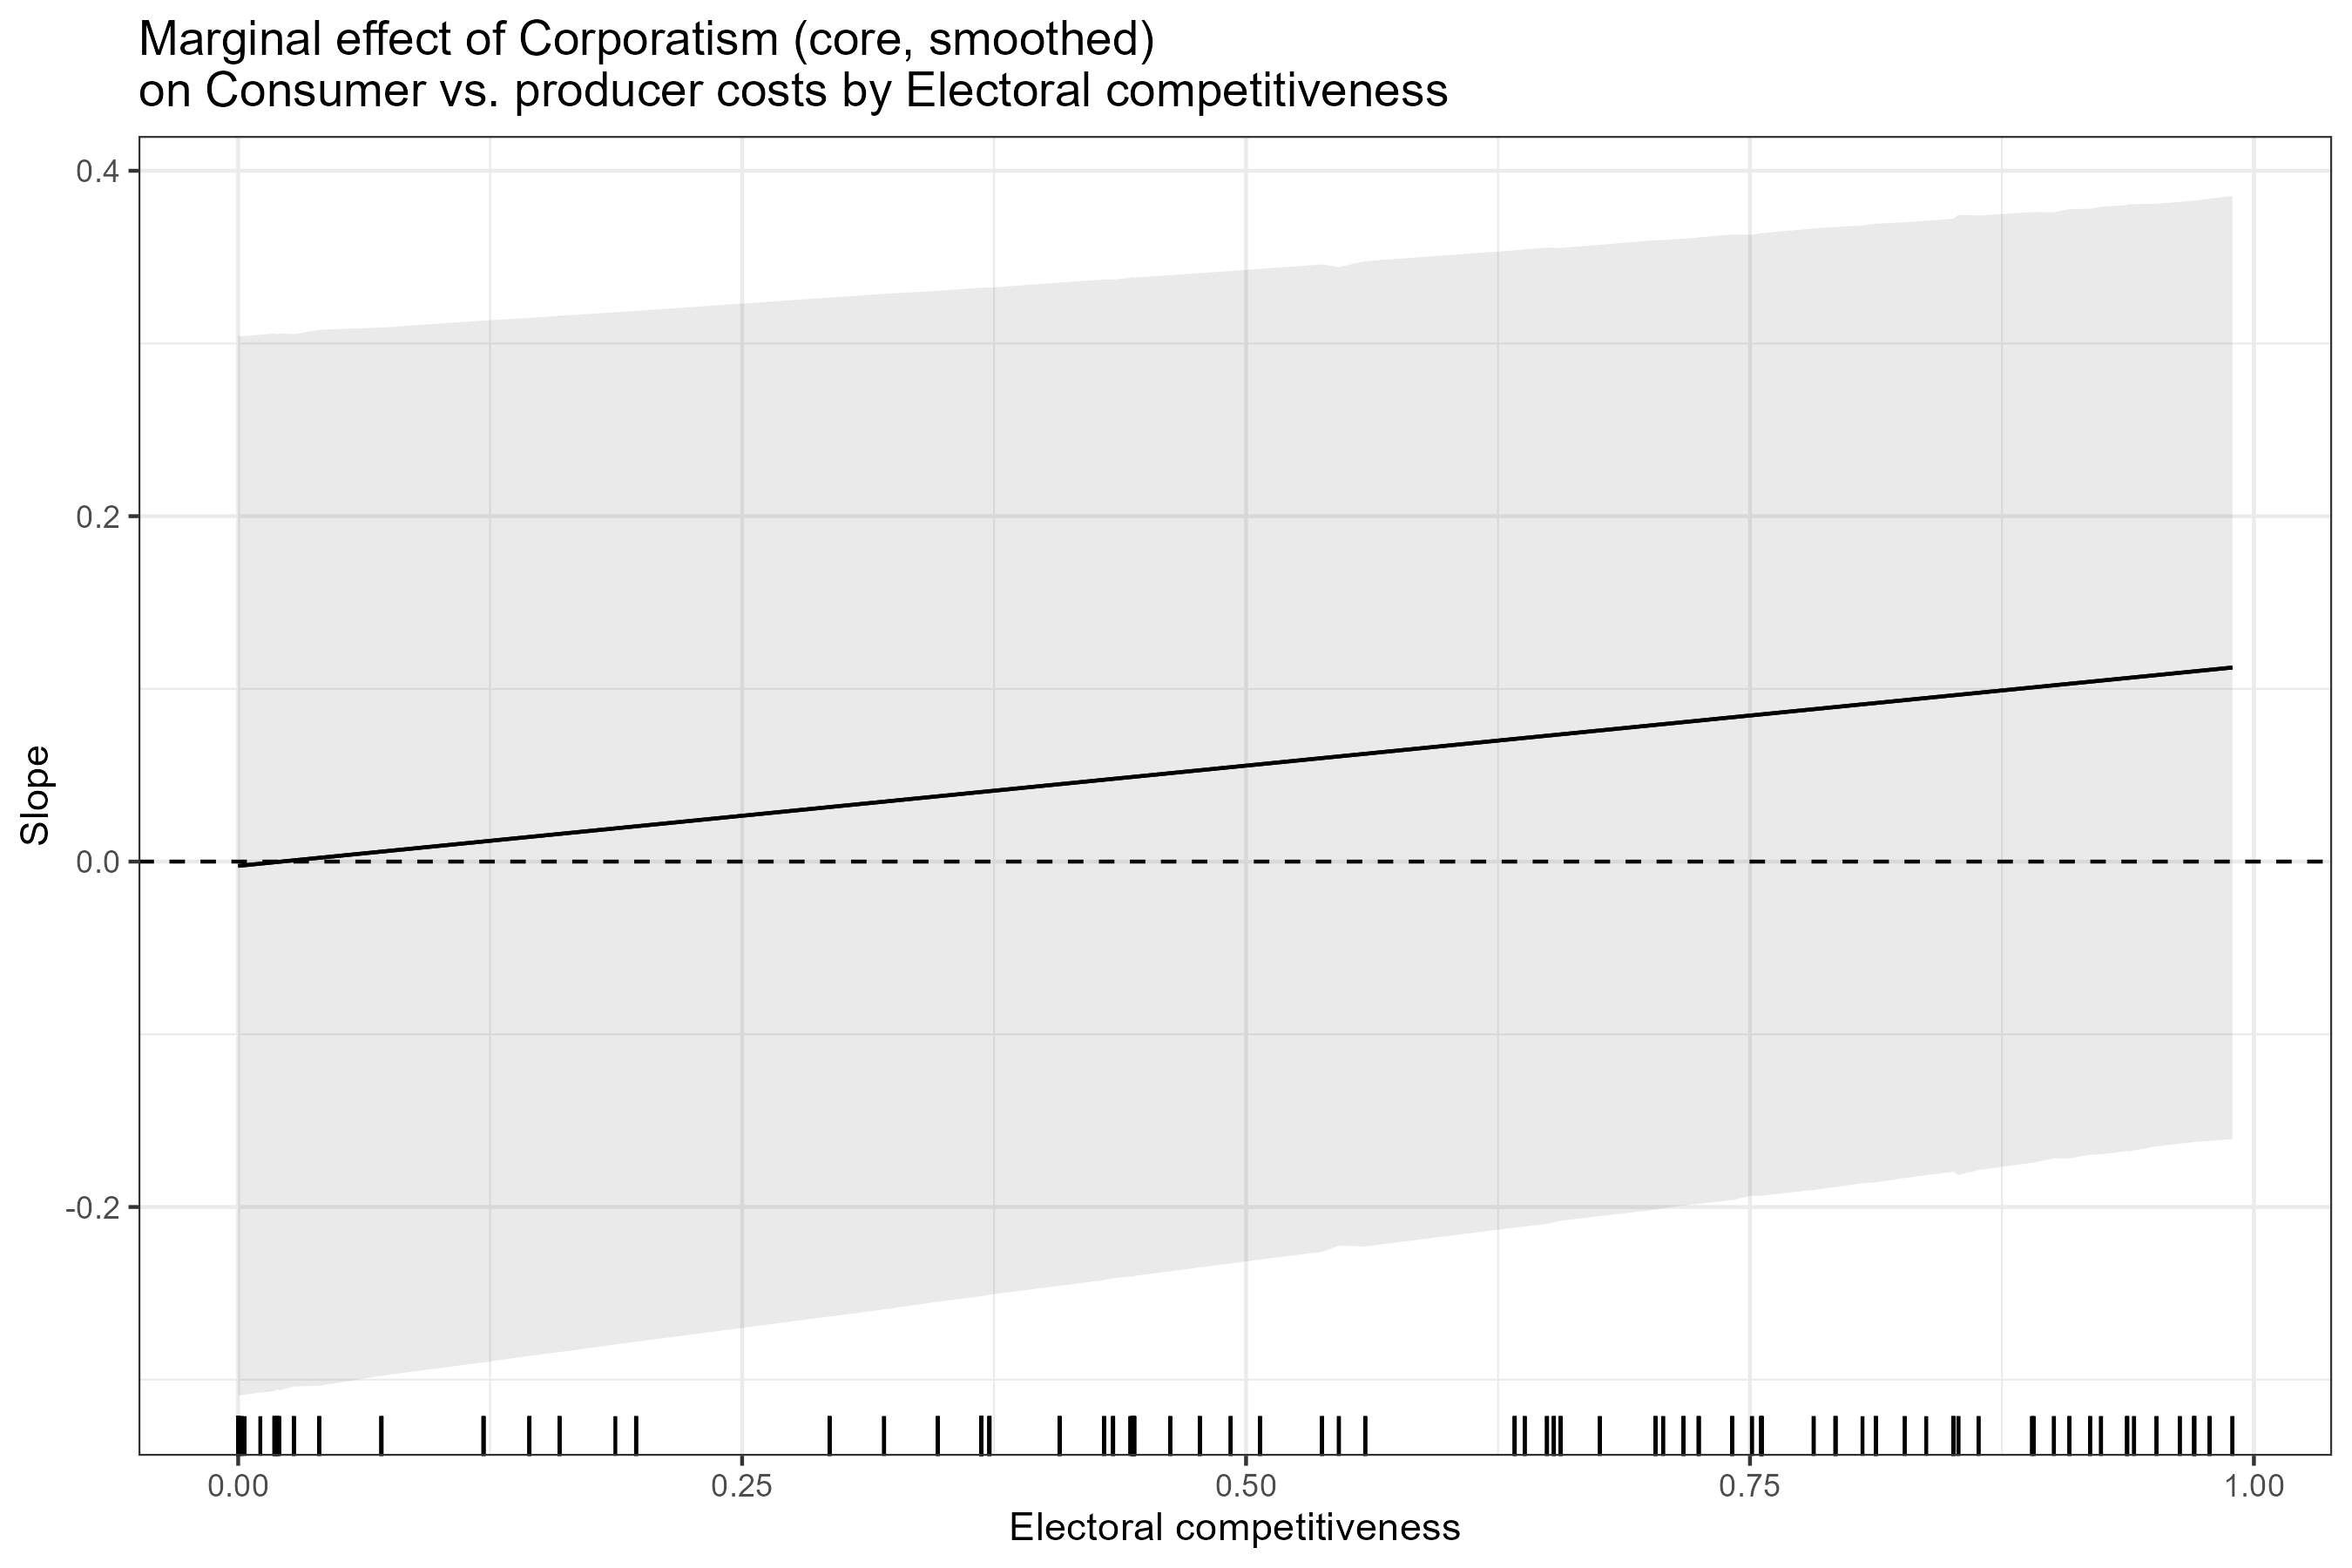 Marginal effect of Corporatism (core, smoothed)
on Consumer vs. producer costs by Electoral competitiveness
0.4
0.2
0.0
-0.2
Slope
0.00
0.25
0.50
0.75
1.00
Electoral competitiveness